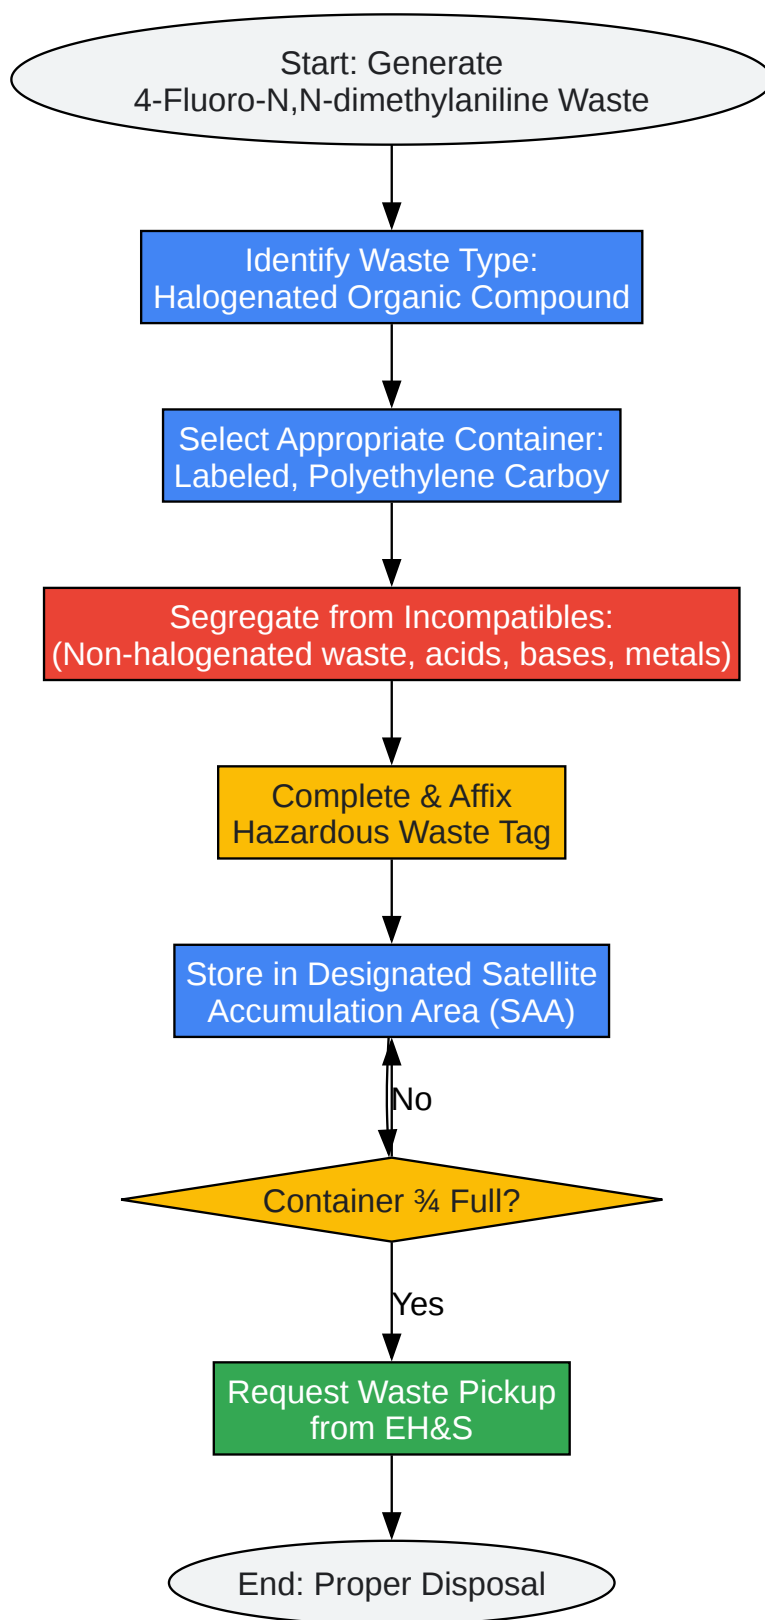 Start: Generate
4-Fluoro-N,N-dimethylaniline Waste
Identify Waste Type:
Halogenated Organic Compound
Select Appropriate Container:
Labeled, Polyethylene Carboy
Segregate from Incompatibles:
(Non-halogenated waste, acids, bases, metals)
Complete & Affix
Hazardous Waste Tag
Store in Designated Satellite
Accumulation Area (SAA)
No
Container ¾ Full?
Yes
Request Waste Pickup
from EH&S
End: Proper Disposal